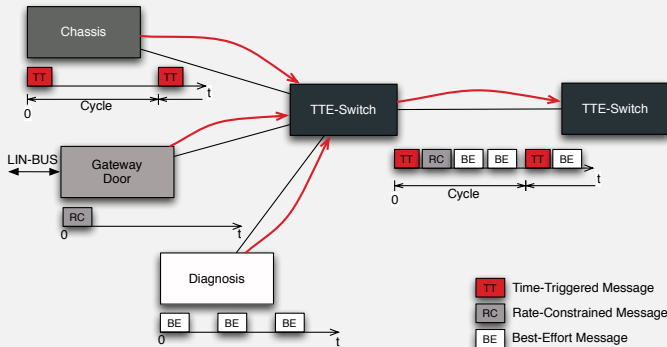 Chassis
TT
TT
0
t
Cycle
TTE-Switch
TTE-Switch
LIN-BUS
Gateway
Door
TT
RC
BE
BE
TT
BE
0
Cycle
t
RC
0
t
Diagnosis
BE
BE
BE
0
t
TT Time-Triggered Message
RC Rate-Constrained Message
BE Best-Effort Message